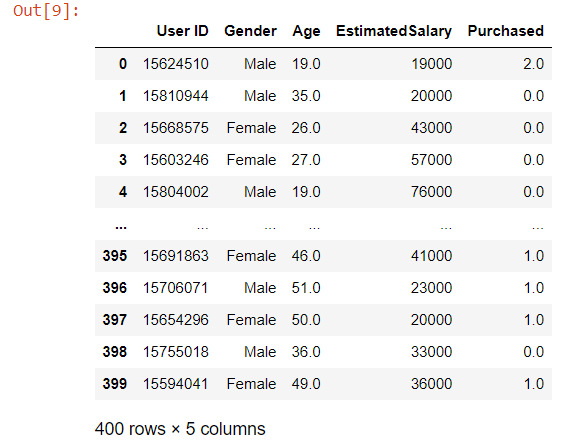 Out[9]:
User ID Gender Age EstimatedSalary Purchased
0 15624510 Male 19.0 19000 2.0
1 15810944 Male 35.0 20000 0.0
2 15668575 Female 26.0 43000 0.0
3 15603246 Female 27.0 57000 0.0
4 15804002 Male 19.0 76000 0.0
... ... ... ... ... ...
395 15691863 Female 46.0 41000 1.0
396 15706071 Male 51.0 23000 1.0
397 15654296 Female 50.0 20000 1.0
398 15755018 Male 36.0 33000 0.0
399 15594041 Female 49.0 36000 1.0
400 rows × 5 columns